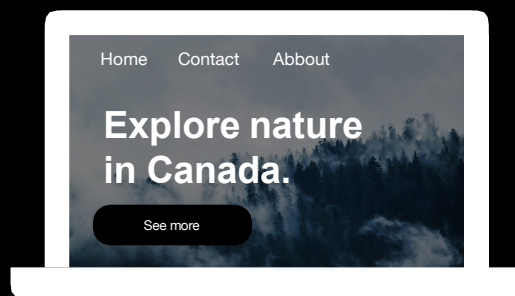 Home Contact Abbout
Explore nature
in Canada.
See more